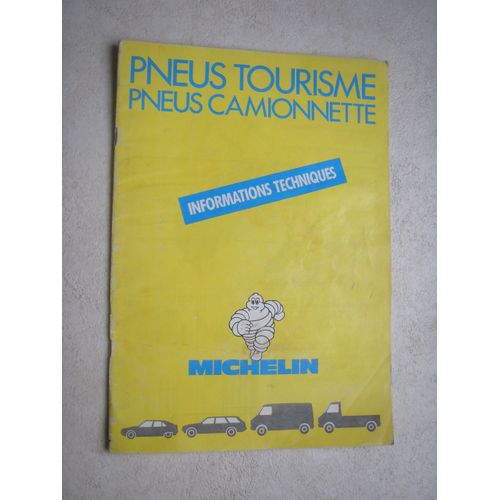 PNEUS TOURISME
PNEUS CAMIONNETTE
INFORMATIONS TECHNIQUES
MICHELIN